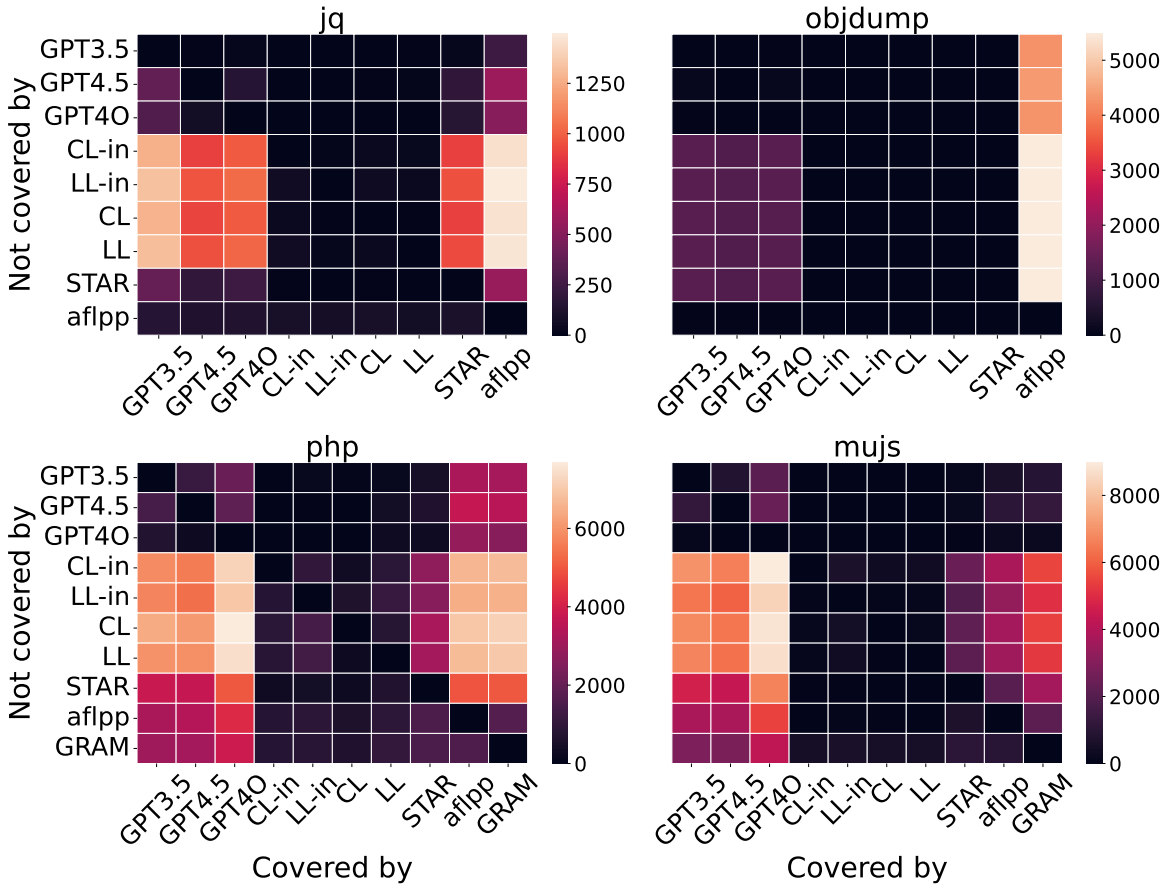 jq
objdump
GPT3.5
GPT4.5
GPT4O
CL-in
LL-in
CL
LL
STAR
aflpp
Not covered by
1250
1000
750
500
250
0
5000
4000
3000
2000
1000
0
GPT3.5 GPT4.5 GPT4O CL-in LL-in CL LL STAR aflpp
GPT3.5 GPT4.5 GPT4O CL-in LL-in CL LL STAR aflpp
php
mujs
GPT3.5
GPT4.5
GPT4O
CL-in
LL-in
CL
LL
STAR
aflpp
GRAM
Not covered by
6000
4000
2000
0
8000
6000
4000
2000
0
GPT3.5 GPT4.5 GPT4O CL-in LL-in CL LL STAR aflpp GRAM
GPT3.5 GPT4.5 GPT4O CL-in LL-in CL LL STAR aflpp GRAM
Covered by
Covered by